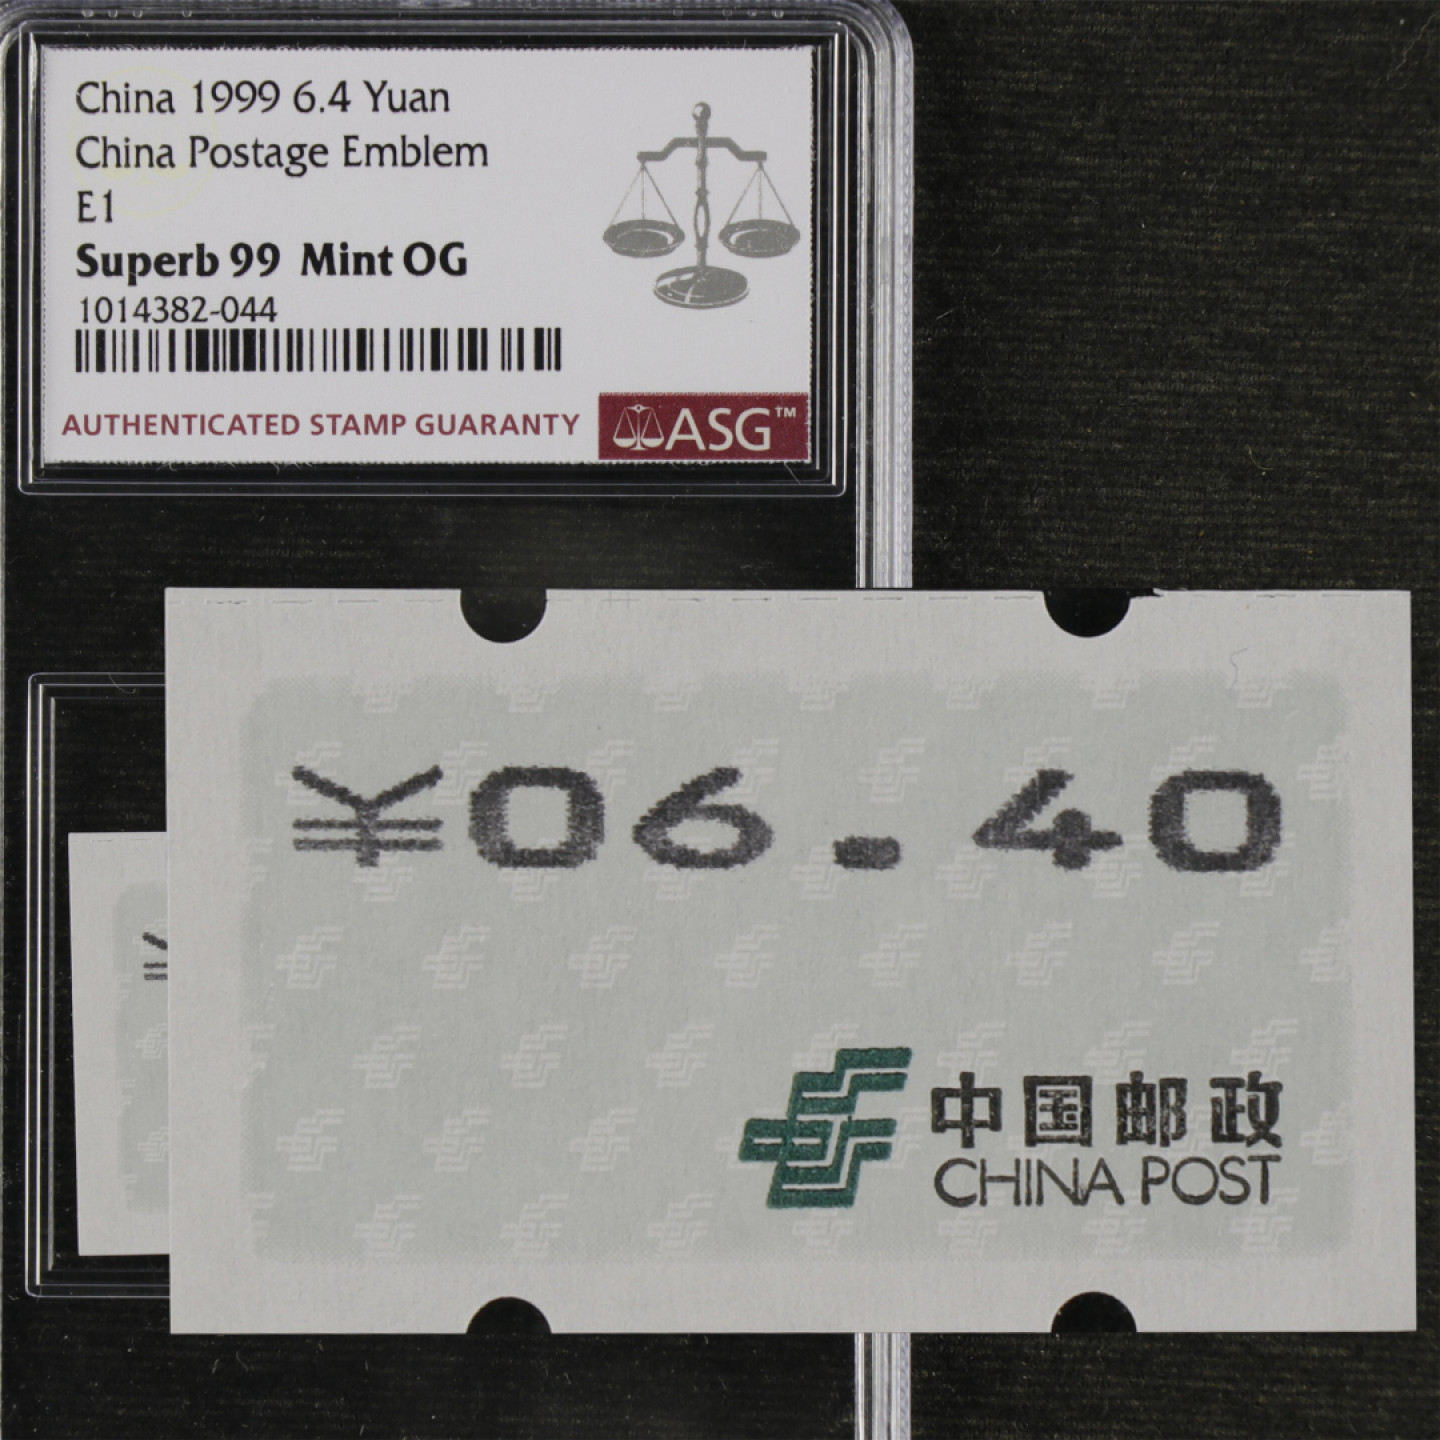 China 1999 6.4 Yuan
China Postage Emblem
E1
Superb 99 Mint OG
1014382-044
AUTHENTICATED STAMP GUARANTY
ASG™
¥
¥06.40
中国邮政
CHINA POST